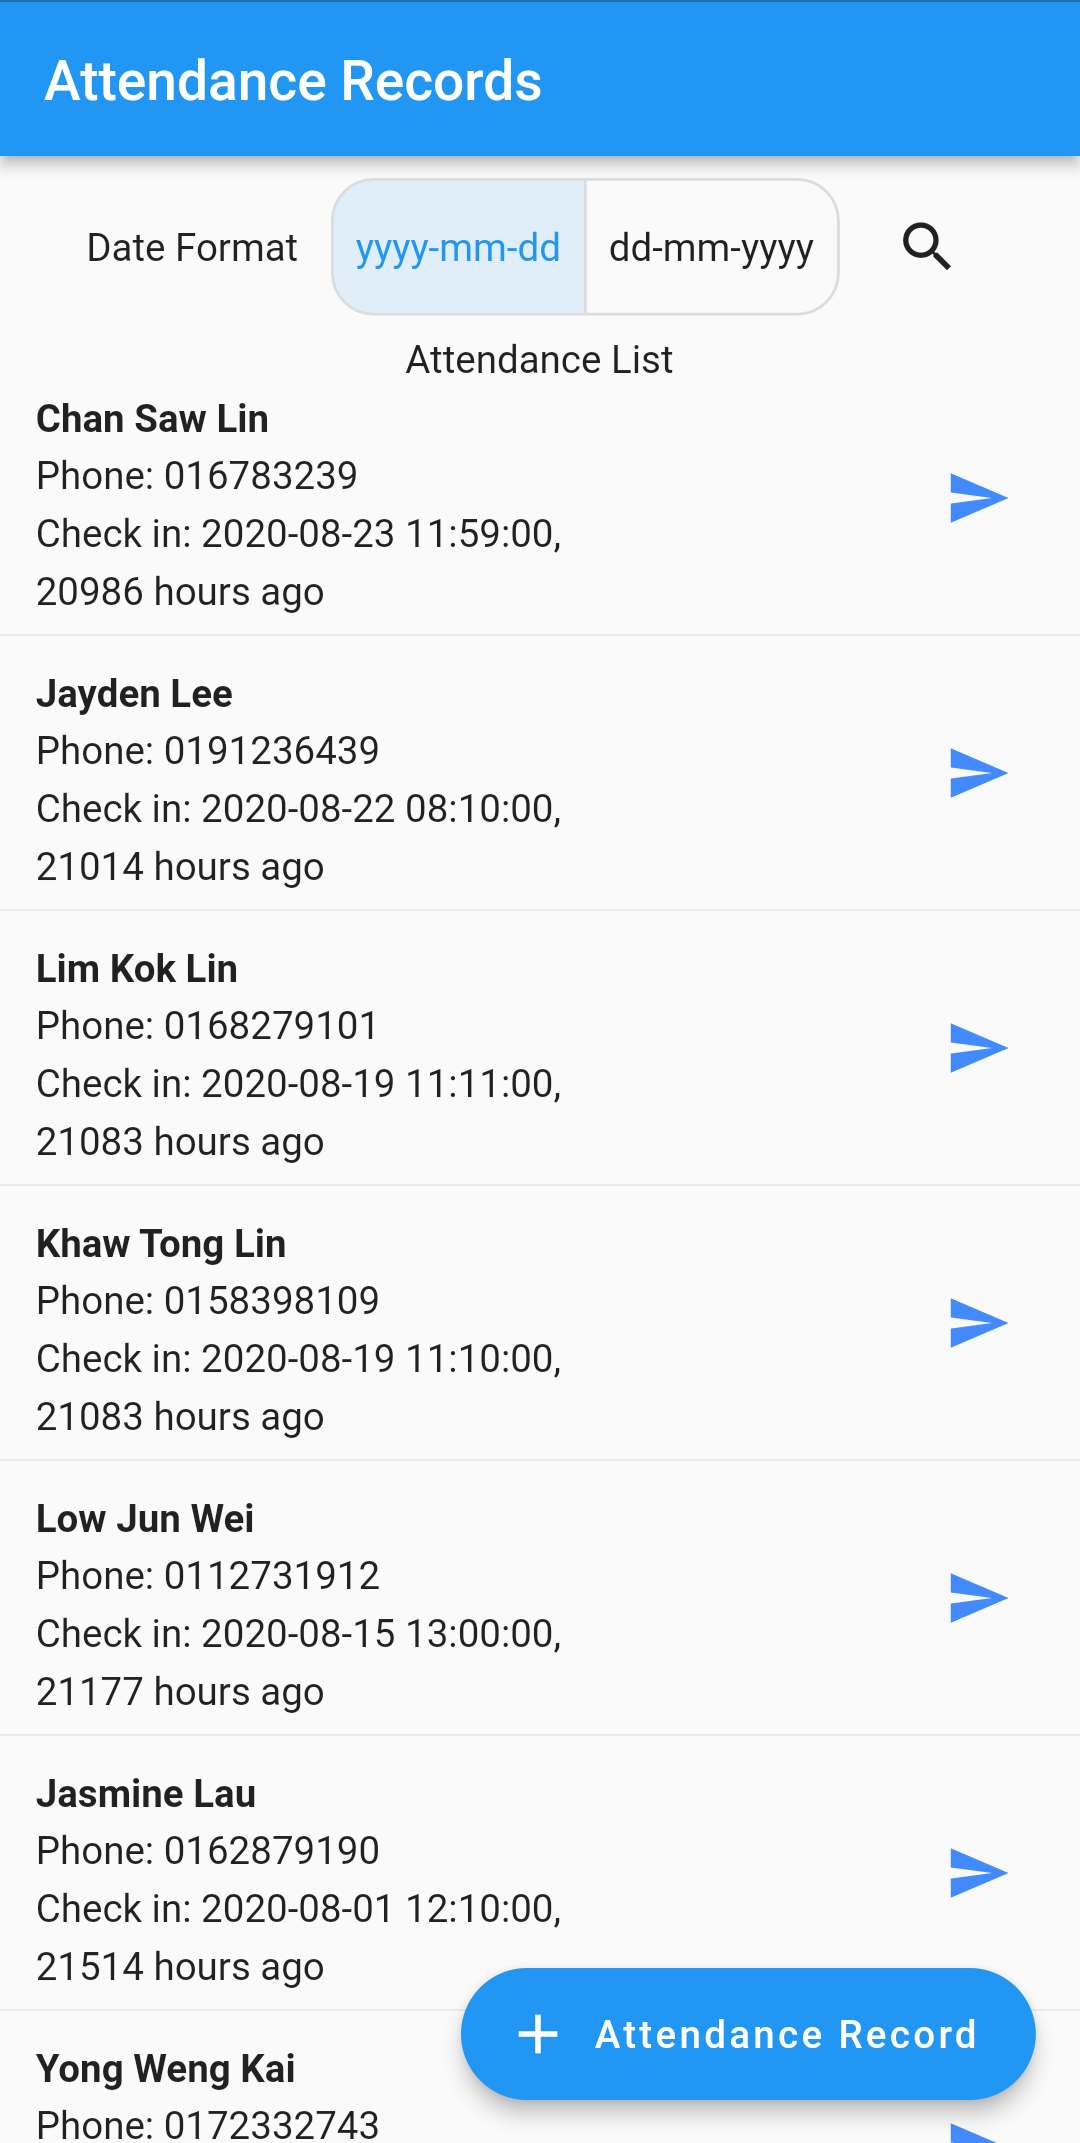 Attendance Records
Date Format yyyy-mm-dd dd-mm-yyyy
Attendance List
Chan Saw Lin
Phone: 016783239
Check in: 2020-08-23 11:59:00,
20986 hours ago
Jayden Lee
Phone: 0191236439
Check in: 2020-08-22 08:10:00,
21014 hours ago
Lim Kok Lin
Phone: 0168279101
Check in: 2020-08-19 11:11:00,
21083 hours ago
Khaw Tong Lin
Phone: 0158398109
Check in: 2020-08-19 11:10:00,
21083 hours ago
Low Jun Wei
Phone: 0112731912
Check in: 2020-08-15 13:00:00,
21177 hours ago
Jasmine Lau
Phone: 0162879190
Check in: 2020-08-01 12:10:00,
21514 hours ago
Attendance Record
Yong Weng Kai
Phone: 0172332743